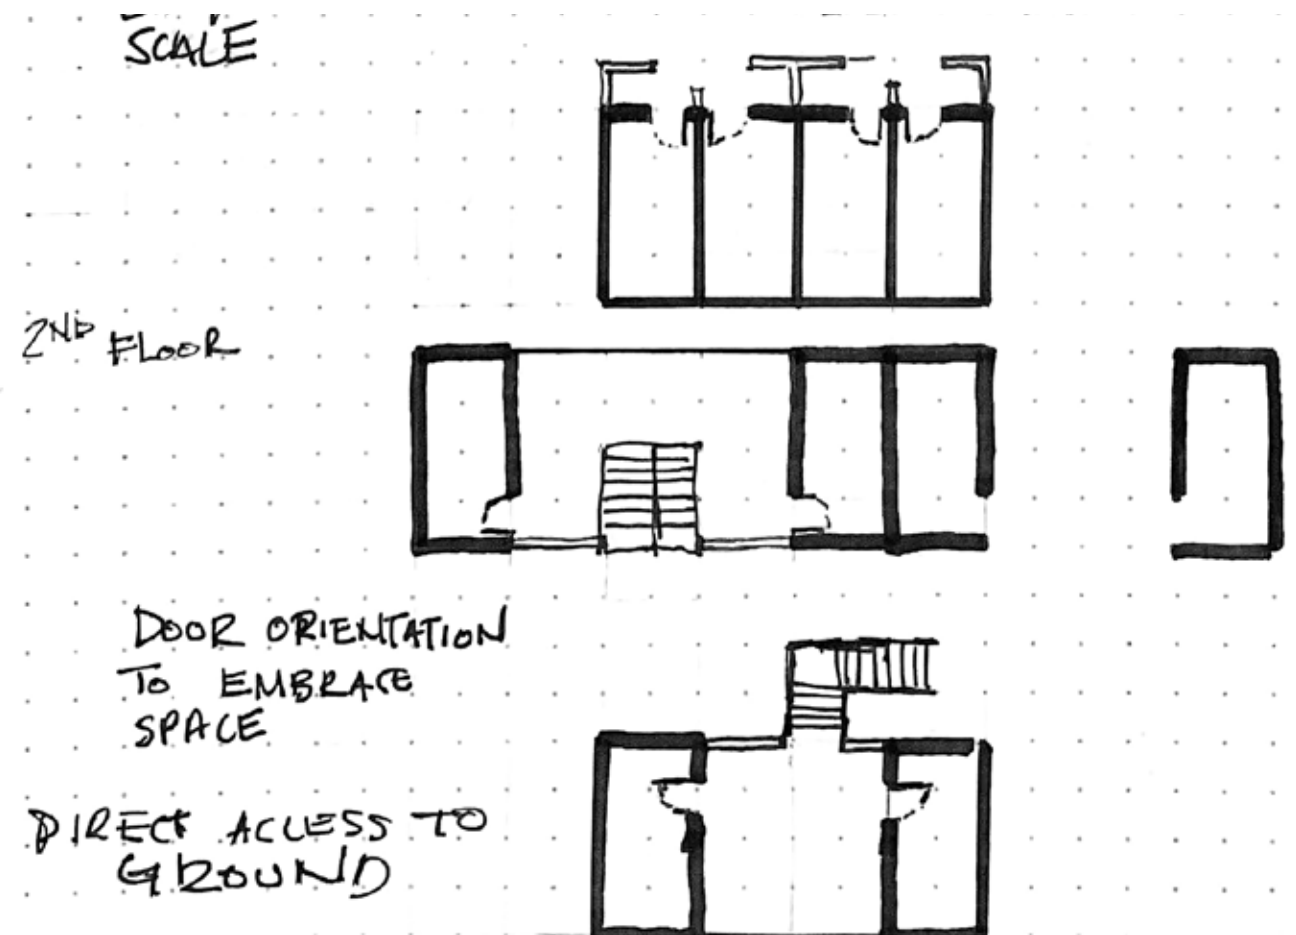 SCALE
2ND FLOOR
DOOR ORIENTATION
TO EMBRACE
SPACE
DIRECT ACCESS TO
GROUND